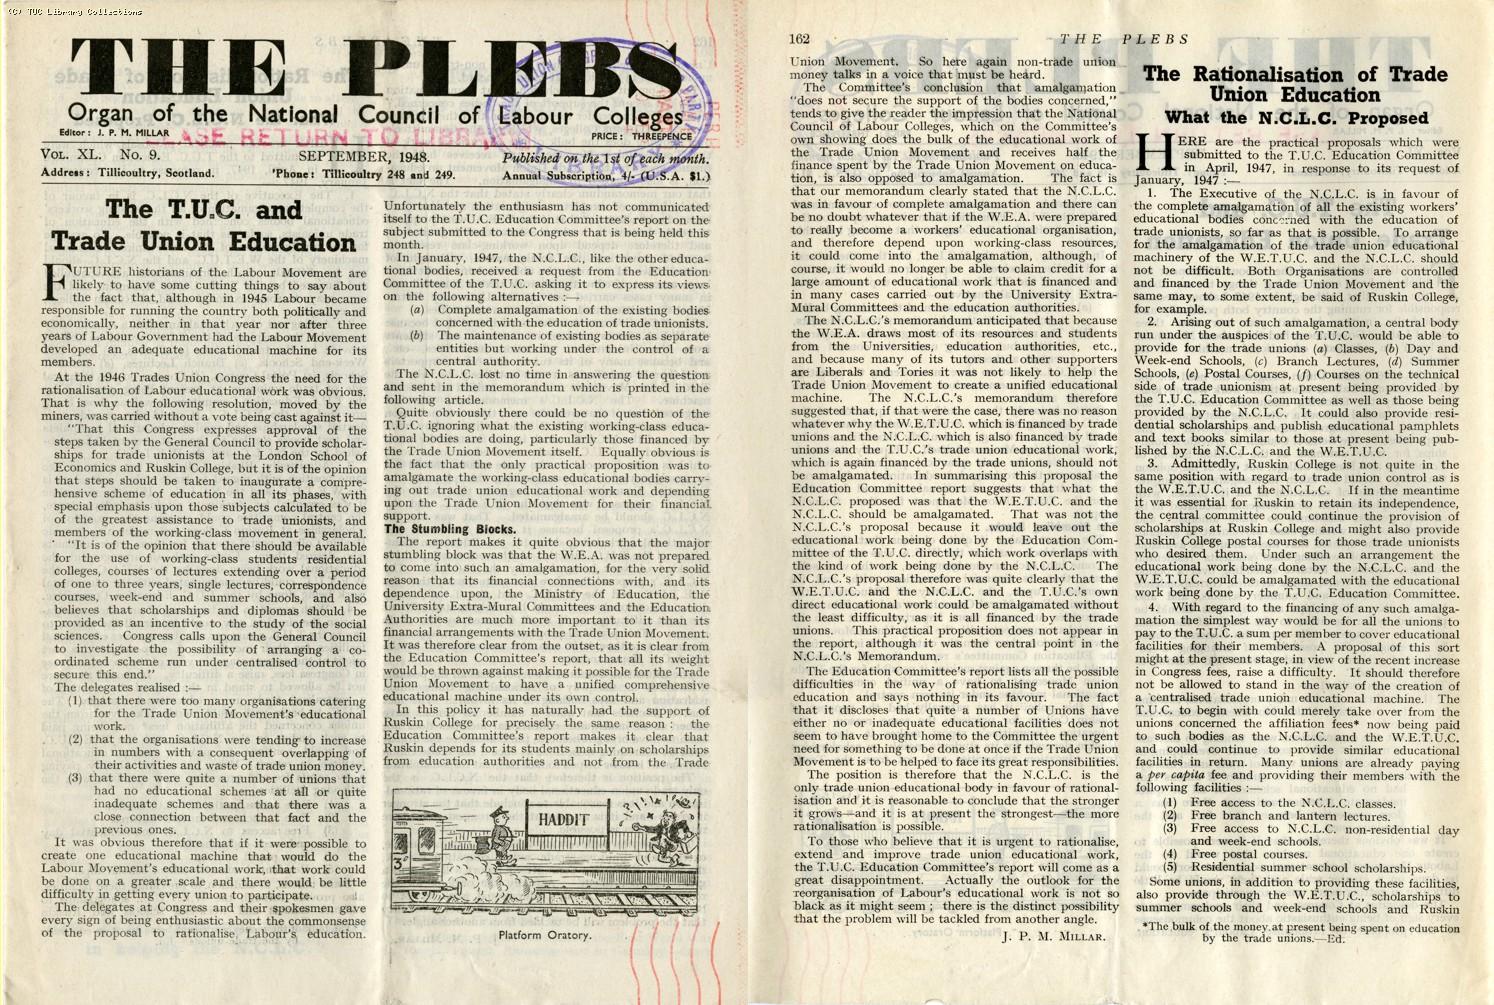 (C) TUC Library Collections
THE PLEBS
Organ of the National Council of Labour Colleges
Editor: J. P. M. MILLAR
PRICE: THREEPENCE
EASE RETURN TO LIBRA
VOL. XL. No. 9.
SEPTEMBER, 1948.
Published on the 1st of each month.
Address: Tillicoultry, Scotland.
'Phone: Tillicoultry 248 and 249.
Annual Subscription, 4/- (U.S.A. $1.)
The T.U.C. and
Trade Union Education
FUTURE historians of the Labour Movement are
likely to have some cutting things to say about
the fact that, although in 1945 Labour became
responsible for running the country both politically and
economically, neither in that year nor after three
years of Labour Government had the Labour Movement
developed an adequate educational machine for its
members.
At the 1946 Trades Union Congress the need for the
rationalisation of Labour educational work was obvious.
That is why the following resolution, moved by the
miners, was carried without a vote being cast against it—
"That this Congress expresses approval of the
steps taken by the General Council to provide scholar-
ships for trade unionists at the London School of
Economics and Ruskin College, but it is of the opinion
that steps should be taken to inaugurate a compre-
hensive scheme of education in all its phases, with
special emphasis upon those subjects calculated to be
of the greatest assistance to trade unionists, and
members of the working-class movement in general.
"It is of the opinion that there should be available
for the use of working-class students residential
colleges, courses of lectures extending over a period
of one to three years, single lectures, correspondence
courses, week-end and summer schools, and also
believes that scholarships and diplomas should be
provided as an incentive to the study of the social
sciences. Congress calls upon the General Council
to investigate the possibility of arranging a co-
ordinated scheme run under centralised control to
secure this end."
The delegates realised :—
(1) that there were too many organisations catering
for the Trade Union Movement's educational
work.
(2) that the organisations were tending to increase
in numbers with a consequent overlapping of
their activities and waste of trade union money.
(3) that there were quite a number of unions that
had no educational schemes at all or quite
inadequate schemes and that there was a
close connection between that fact and the
previous ones.
It was obvious therefore that if it were possible to
create one educational machine that would do the
Labour Movement's educational work, that work could
be done on a greater scale and there would be little
difficulty in getting every union to participate.
The delegates at Congress and their spokesmen gave
every sign of being enthusiastic about the commonsense
of the proposal to rationalise Labour's education.
Unfortunately the enthusiasm has not communicated
itself to the T.U.C. Education Committee's report on the
subject submitted to the Congress that is being held this
month.
In January, 1947, the N.C.L.C., like the other educa-
tional bodies, received a request from the Education
Committee of the T.U.C. asking it to express its views
on the following alternatives :—
(a) Complete amalgamation of the existing bodies
concerned with the education of trade unionists.
(b) The maintenance of existing bodies as separate
entities but working under the control of a
central authority.
The N.C.L.C. lost no time in answering the question
and sent in the memorandum which is printed in the
following article.
Quite obviously there could be no question of the
T.U.C. ignoring what the existing working-class educa-
tional bodies are doing, particularly those financed by
the Trade Union Movement itself. Equally obvious is
the fact that the only practical proposition was to
amalgamate the working-class educational bodies carry-
ing out trade union educational work and depending
upon the Trade Union Movement for their financial
support.
The Stumbling Blocks.
The report makes it quite obvious that the major
stumbling block was that the W.E.A. was not prepared
to come into such an amalgamation, for the very solid
reason that its financial connections with, and its
dependence upon, the Ministry of Education, the
University Extra-Mural Committees and the Education
Authorities are much more important to it than its
financial arrangements with the Trade Union Movement.
It was therefore clear from the outset, as it is clear from
the Education Committee's report, that all its weight
would be thrown against making it possible for the Trade
Union Movement to have a unified comprehensive
educational machine under its own control.
In this policy it has naturally had the support of
Ruskin College for precisely the same reason: the
Education Committee's report makes it clear that
Ruskin depends for its students mainly on scholarships
from education authorities and not from the Trade
HADDIT
3
Platform Oratory.
162
THE PLEBS
Union Movement. So here again non-trade union
money talks in a voice that must be heard.
The Committee's conclusion that amalgamation
"does not secure the support of the bodies concerned,"
tends to give the reader the impression that the National
Council of Labour Colleges, which on the Committee's
own showing does the bulk of the educational work of
the Trade Union Movement and receives half the
finance spent by the Trade Union Movement on educa-
tion, is also opposed to amalgamation. The fact is
that our memorandum clearly stated that the N.C.L.C.
was in favour of complete amalgamation and there can
be no doubt whatever that if the W.E.A. were prepared
to really become a workers' educational organisation,
and therefore depend upon working-class resources,
it could come into the amalgamation, although, of
course, it would no longer be able to claim credit for a
large amount of educational work that is financed and
in many cases carried out by the University Extra-
Mural Committees and the education authorities.
The N.C.L.C.'s memorandum anticipated that because
the W.E.A. draws most of its resources and students
from the Universities, education authorities, etc.,
and because many of its tutors and other supporters
are Liberals and Tories it was not likely to help the
Trade Union Movement to create a unified educational
machine. The N.C.L.C.'s memorandum therefore
suggested that, if that were the case, there was no reason
whatever why the W.E.T.U.C. which is financed by trade
unions and the N.C.L.C. which is also financed by trade
unions and the T.U.C.'s trade union educational work,
which is again financed by the trade unions, should not
be amalgamated. In summarising this proposal the
Education Committee report suggests that what the
N.C.L.C. proposed was that the W.E.T.U.C. and the
N.C.L.C. should be amalgamated. That was not the
N.C.L.C.'s proposal because it would leave out the
educational work being done by the Education Com-
mittee of the T.U.C. directly, which work overlaps with
the kind of work being done by the N.C.L.C. The
N.C.L.C.'s proposal therefore was quite clearly that the
W.E.T.U.C. and the N.C.L.C. and the T.U.C.'s own
direct educational work could be amalgamated without
the least difficulty, as it is all financed by the trade
unions. This practical proposition does not appear in
the report, although it was the central point in the
N.C.L.C.'s Memorandum.
The Education Committee's report lists all the possible
difficulties in the way of rationalising trade union
education and says nothing in its favour. The fact
that it discloses that quite a number of Unions have
either no or inadequate educational facilities does not
seem to have brought home to the Committee the urgent
need for something to be done at once if the Trade Union
Movement is to be helped to face its great responsibilities.
The position is therefore that the N.C.L.C. is the
only trade union educational body in favour of rational-
isation and it is reasonable to conclude that the stronger
it grows—and it is at present the strongest—the more
rationalisation is possible.
To those who believe that it is urgent to rationalise,
extend and improve trade union educational work,
the T.U.C. Education Committee's report will come as a
great disappointment. Actually the outlook for the
reorganisation of Labour's educational work is not so
black as it might seem; there is the distinct possibility
that the problem will be tackled from another angle.
J. P. M. MILLAR.
The Rationalisation of Trade
Union Education
What the N.C.L.C. Proposed
HERE are the practical proposals which were
submitted to the T.U.C. Education Committee
in April, 1947, in response to its request of
January, 1947 :—
1. The Executive of the N.C.L.C. is in favour of
the complete amalgamation of all the existing workers'
educational bodies concerned with the education of
trade unionists, so far as that is possible. To arrange
for the amalgamation of the trade union educational
machinery of the W.E.T.U.C. and the N.C.L.C. should
not be difficult. Both Organisations are controlled
and financed by the Trade Union Movement and the
same may, to some extent, be said of Ruskin College,
for example.
2. Arising out of such amalgamation, a central body
run under the auspices of the T.U.C. would be able to
provide for the trade unions (a) Classes, (b) Day and
Week-end Schools, (c) Branch Lectures, (d) Summer
Schools, (e) Postal Courses, (f) Courses on the technical
side of trade unionism at present being provided by
the T.U.C. Education Committee as well as those being
provided by the N.C.L.C. It could also provide resi-
dential scholarships and publish educational pamphlets
and text books similar to those at present being pub-
lished by the N.C.L.C. and the W.E.T.U.C.
3. Admittedly, Ruskin College is not quite in the
same position with regard to trade union control as is
the W.E.T.U.C. and the N.C.L.C. If in the meantime
it was essential for Ruskin to retain its independence,
the central committee could continue the provision of
scholarships at Ruskin College and might also provide
Ruskin College postal courses for those trade unionists
who desired them. Under such an arrangement the
educational work being done by the N.C.L.C. and the
W.E.T.U.C. could be amalgamated with the educational
work being done by the T.U.C. Education Committee.
4. With regard to the financing of any such amalga-
mation the simplest way would be for all the unions to
pay to the T.U.C. a sum per member to cover educational
facilities for their members. A proposal of this sort
might at the present stage, in view of the recent increase
in Congress fees, raise a difficulty. It should therefore
not be allowed to stand in the way of the creation of
a centralised trade union educational machine. The
T.U.C. to begin with could merely take over from the
unions concerned the affiliation fees* now being paid
to such bodies as the N.C.L.C. and the W.E.T.U.C.
and could continue to provide similar educational
facilities in return. Many unions are already paying
a per capita fee and providing their members with the
following facilities :—
(1) Free access to the N.C.L.C. classes.
(2) Free branch and lantern lectures.
(3) Free access to N.C.L.C. non-residential day
and week-end schools.
(4) Free postal courses.
(5) Residential summer school scholarships.
Some unions, in addition to providing these facilities,
also provide through the W.E.T.U.C., scholarships to
summer schools and week-end schools and Ruskin
*The bulk of the money at present being spent on education
by the trade unions.—Ed.